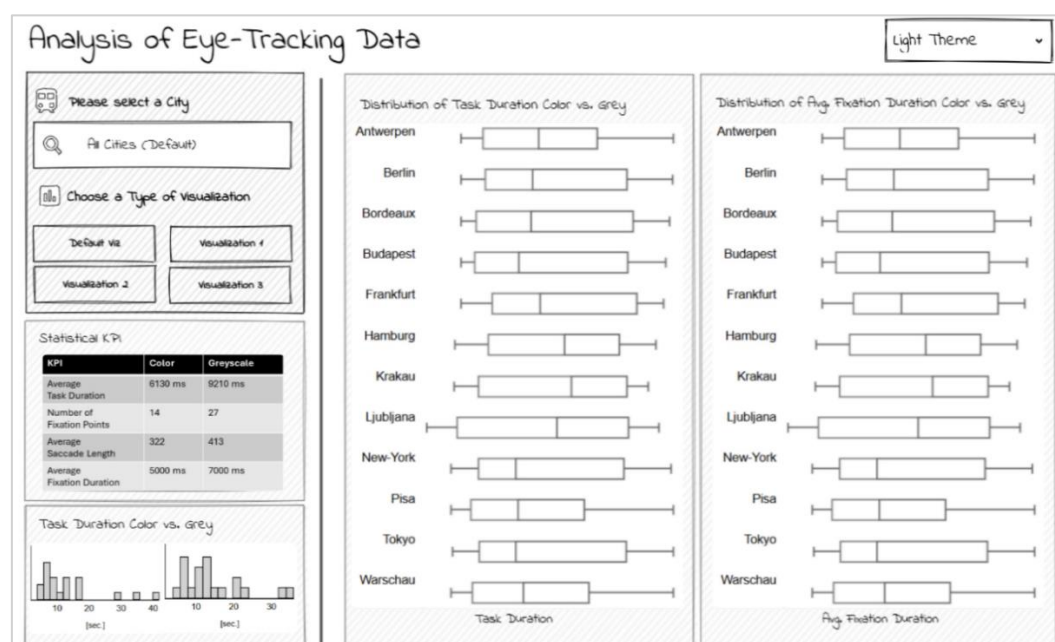 Analysis of Eye-Tracking Data
Light Theme
Please select a City
All Cities (Default)
Choose a Type of Visualization
Default Viz
Visualization 1
Visualization 2
Visualization 3
Statistical KPI
KPI Color Greyscale
Average
Task Duration
6130 ms 9210 ms
Number of
Fixation Points
14 27
Average
Saccade Length
322 413
Average
Fixation Duration
5000 ms 7000 ms
Task Duration Color vs. Grey
10 20 30 40
[sec.]
10 20 30
[sec.]
Distribution of Task Duration Color vs. Grey
Antwerpen
Berlin
Bordeaux
Budapest
Frankfurt
Hamburg
Krakau
Ljubljana
New-York
Pisa
Tokyo
Warschau
Task Duration
Distribution of Avg. Fixation Duration Color vs. Grey
Antwerpen
Berlin
Bordeaux
Budapest
Frankfurt
Hamburg
Krakau
Ljubljana
New-York
Pisa
Tokyo
Warschau
Avg. Fixation Duration